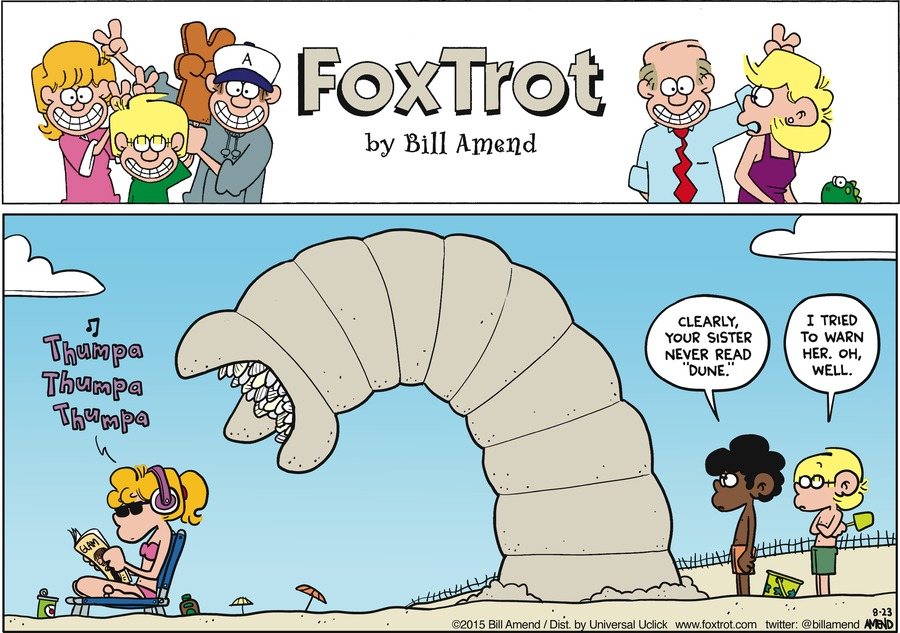 A
FoxTrot
by Bill Amend
Thumpa
Thumpa
Thumpa
CLEARLY,
YOUR SISTER
NEVER READ
"DUNE."
I TRIED
TO WARN
HER. OH,
WELL.
GLAM
8-23
AMEND
©2015 Bill Amend / Dist. by Universal Uclick www.foxtrot.com twitter: @billamend